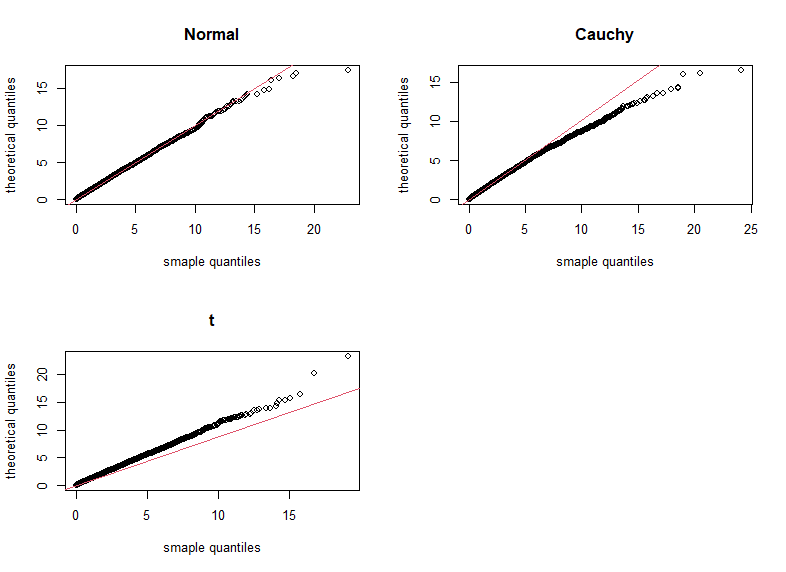 Normal
theoretical quantiles
15
10
5
0
0 5 10 15 20
smaple quantiles
Cauchy
theoretical quantiles
15
10
5
0
0 5 10 15 20 25
smaple quantiles
t
theoretical quantiles
20
15
10
5
0
0 5 10 15
smaple quantiles